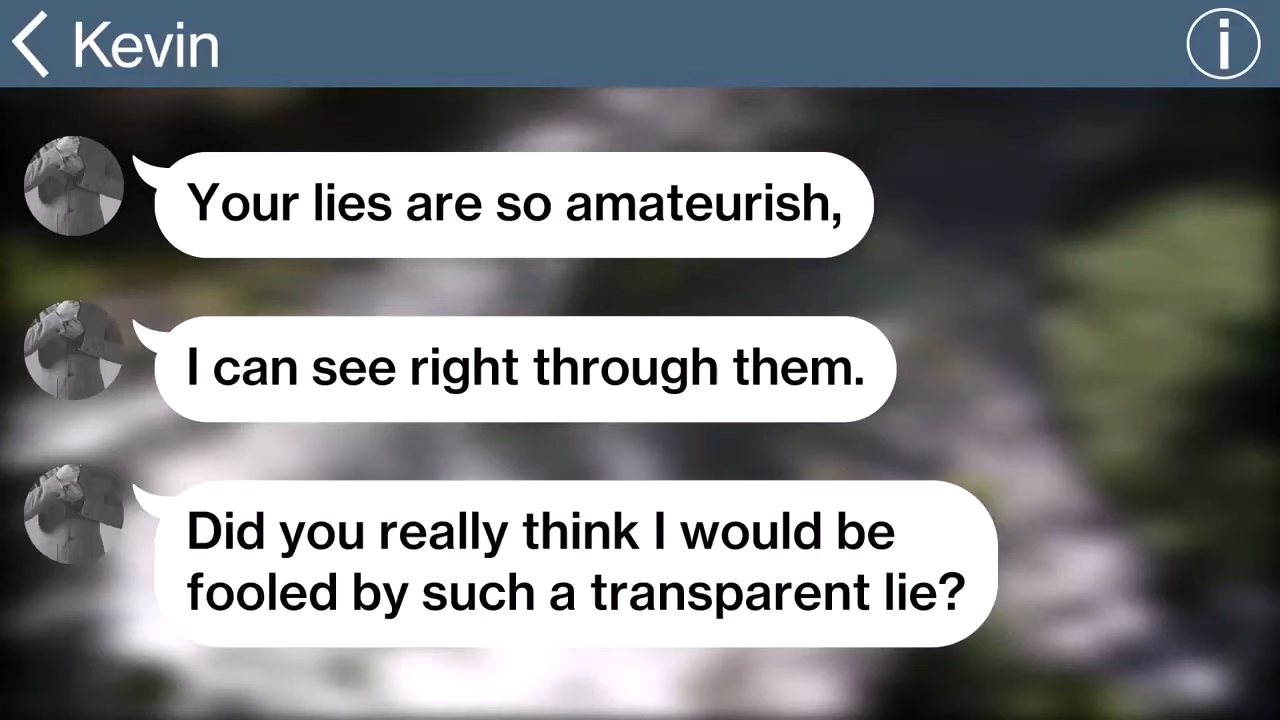 Kevin
Your lies are so amateurish,
I can see right through them.
Did you really think I would be
fooled by such a transparent lie?